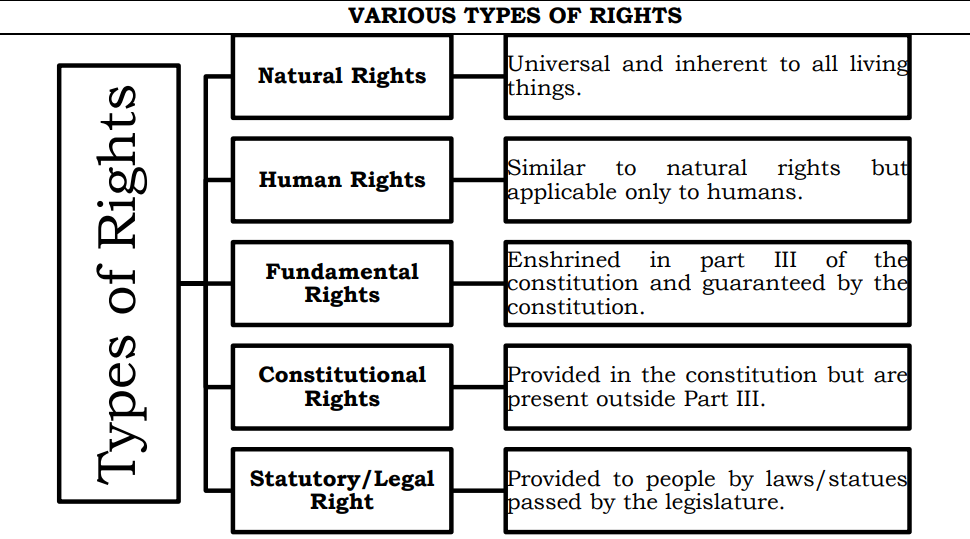 VARIOUS TYPES OF RIGHTS
Types of Rights
Natural Rights
Universal and inherent to all living
things.
Human Rights
Similar to natural rights but
applicable only to humans.
Fundamental
Rights
Enshrined in part III of the
constitution and guaranteed by the
constitution.
Constitutional
Rights
Provided in the constitution but are
present outside Part III.
Statutory/Legal
Right
Provided to people by laws/statues
passed by the legislature.